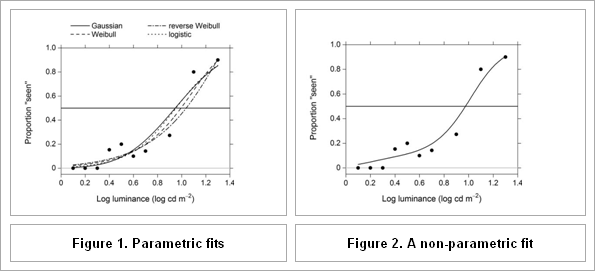 Gaussian
Weibull
reverse Weibull
logistic
Proportion "seen"
1.0
0.8
0.6
0.4
0.2
0
0 0.2 0.4 0.6 0.8 1.0 1.2 1.4
Log luminance (log cd m⁻²)
Figure 1. Parametric fits
Proportion "seen"
1.0
0.8
0.6
0.4
0.2
0
0 0.2 0.4 0.6 0.8 1.0 1.2 1.4
Log luminance (log cd m⁻²)
Figure 2. A non-parametric fit